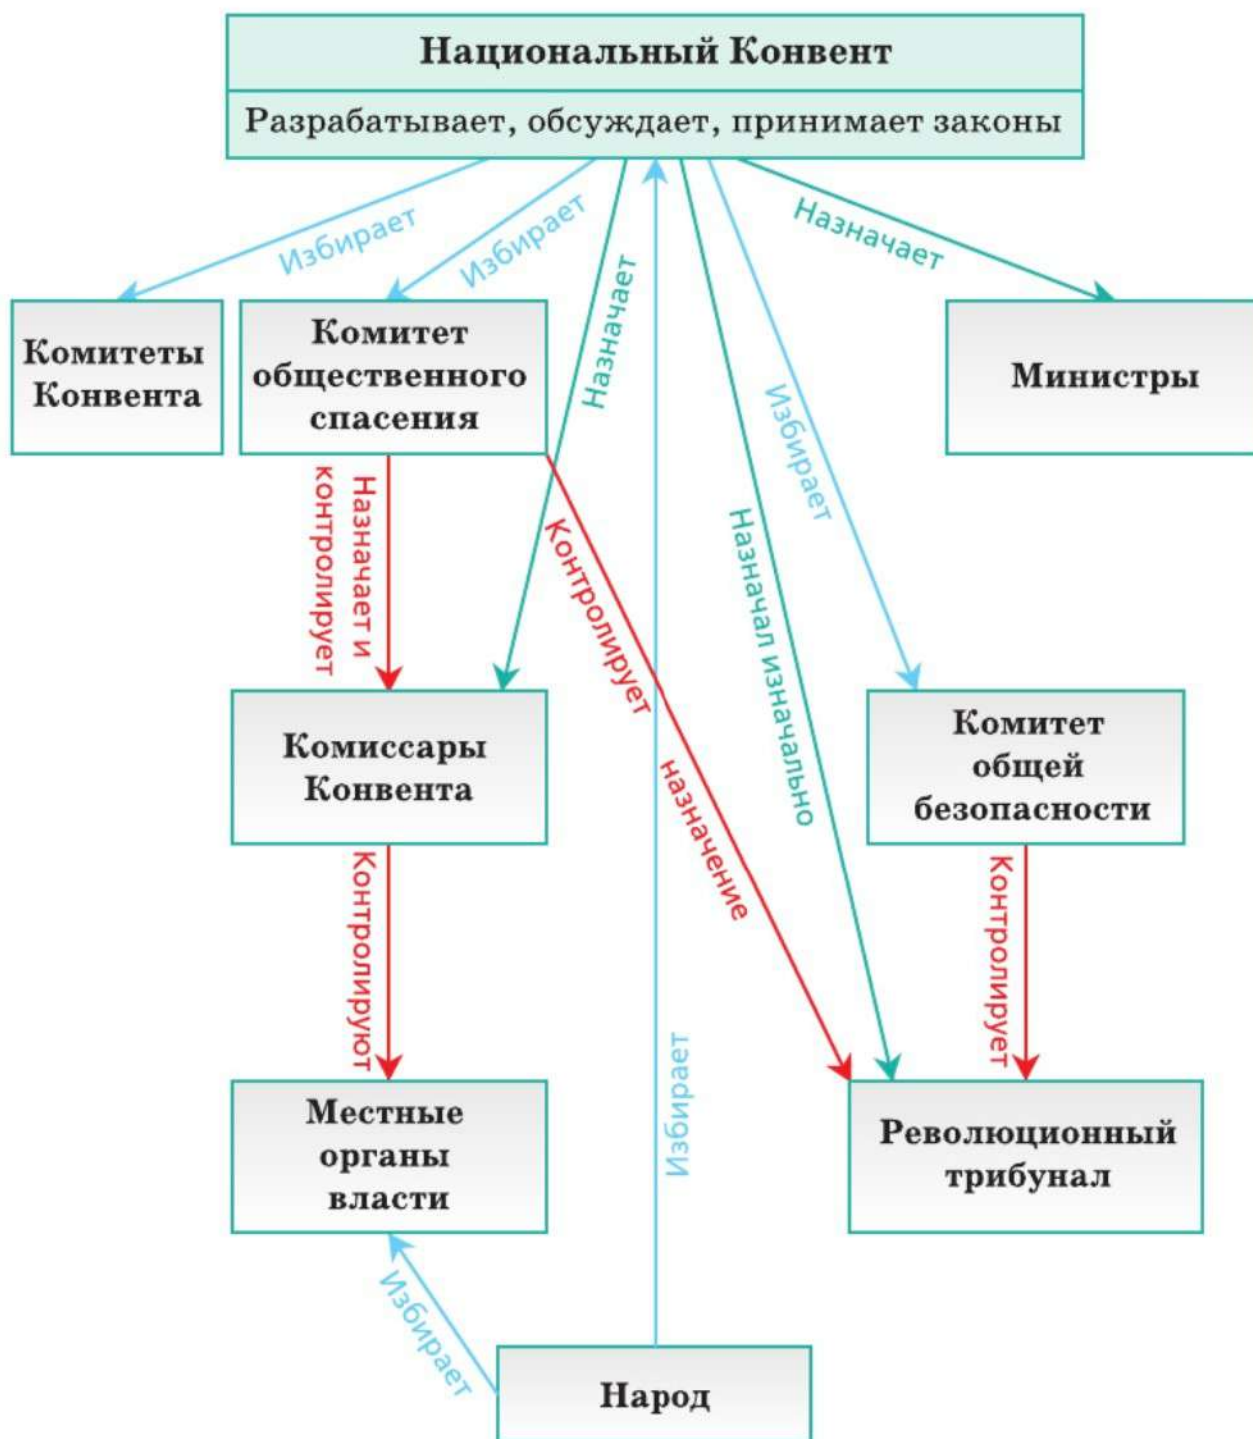 Национальный Конвент
Разрабатывает, обсуждает, принимает законы
Избирает
Избирает
Назначает
Назначает
Комитеты
Конвента
Комитет
общественного
спасения
Министры
Избирает
Назначает и
контролирует
Контролирует
назначение
Назначал изначально
Комиссары
Конвента
Комитет
общей
безопасности
Контролируют
Контролирует
Избирает
Местные
органы
власти
Революционный
трибунал
Избирает
Народ